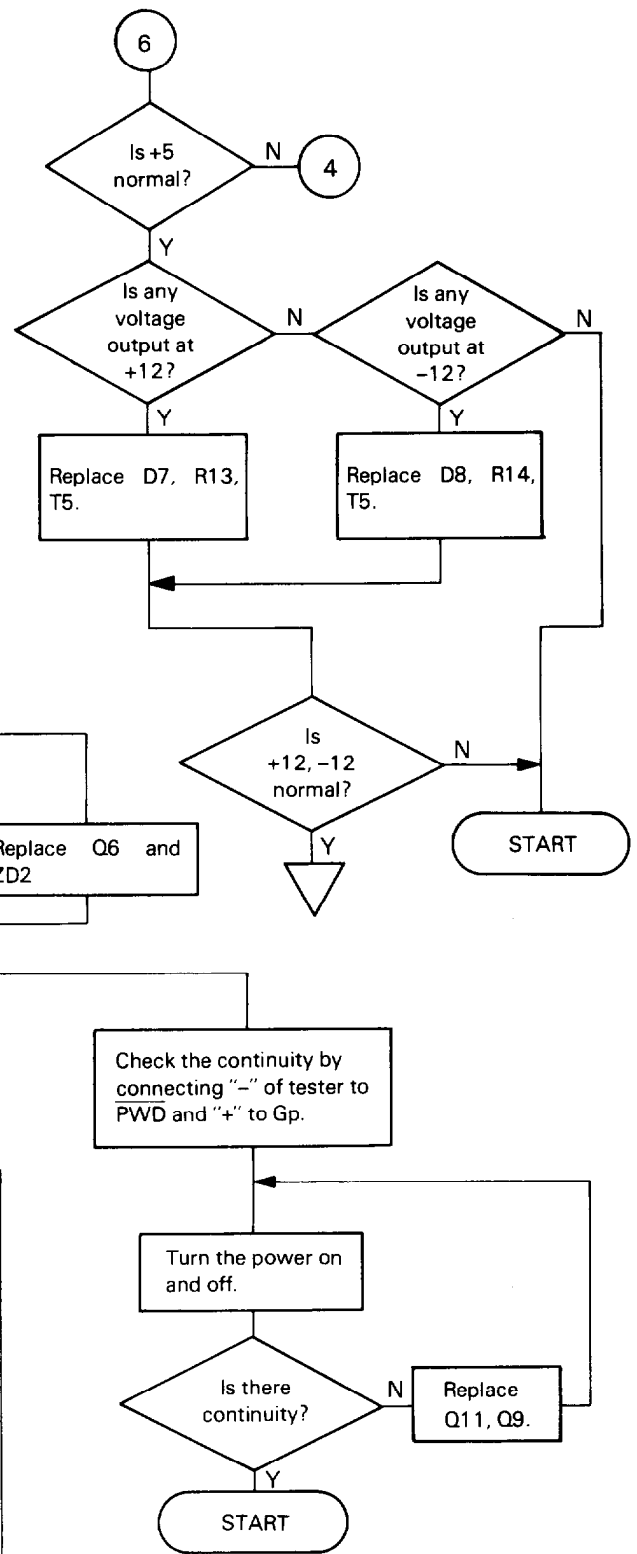 6
Is +5
normal?
N
4
Y
Is any
voltage
output at
+12?
N
Is any
voltage
output at
–12?
N
Y
Y
Replace D7, R13,
T5.
Replace D8, R14,
T5.
Is
+12, –12
normal?
N
Y
START
Replace Q6 and
ZD2
Check the continuity by
connecting "–" of tester to
PWD and "+" to Gp.
Turn the power on
and off.
Is there
continuity?
N
Replace
Q11, Q9.
Y
START